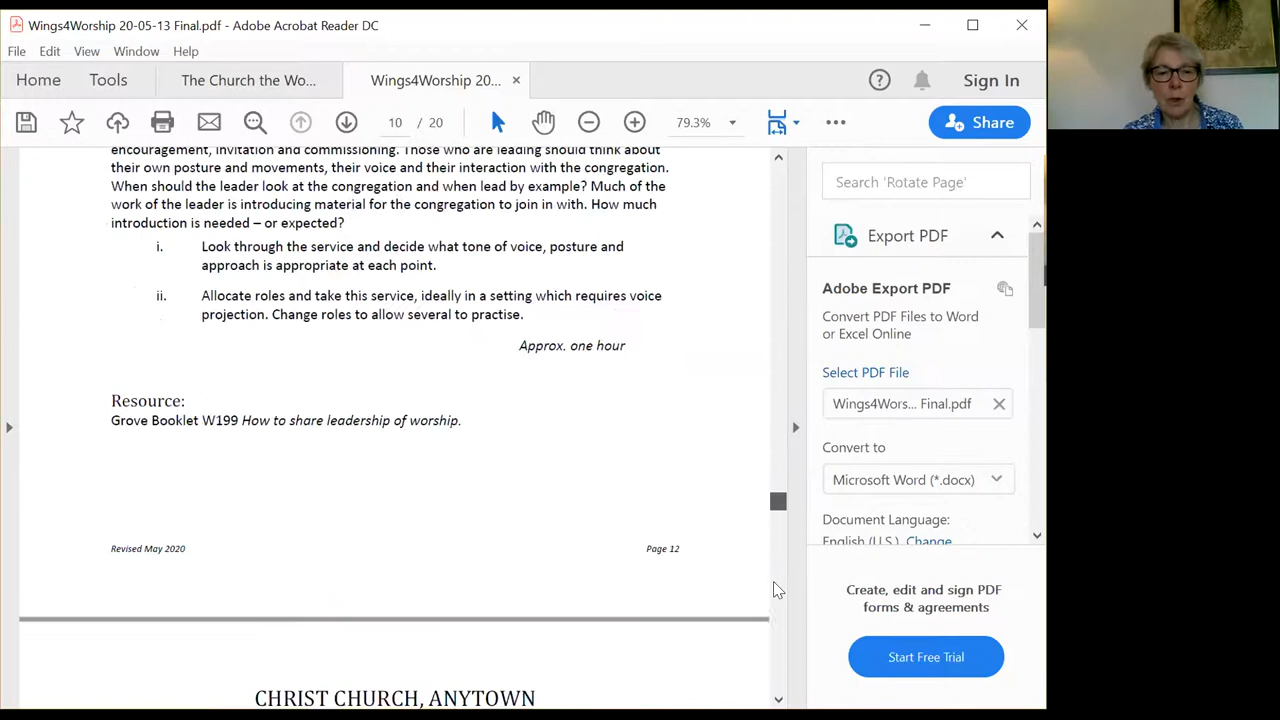 Wings4Worship 20-05-13 Final.pdf - Adobe Acrobat Reader DC
File Edit View Window Help
Home Tools The Church the Wo... Wings4Worship 20... Sign In
10 / 20 79.3% Share
encouragement, invitation and commissioning. Those who are leading should think about
their own posture and movements, their voice and their interaction with the congregation.
When should the leader look at the congregation and when lead by example? Much of the
work of the leader is introducing material for the congregation to join in with. How much
introduction is needed – or expected?
i. Look through the service and decide what tone of voice, posture and
approach is appropriate at each point.
ii. Allocate roles and take this service, ideally in a setting which requires voice
projection. Change roles to allow several to practise.
Approx. one hour
Resource:
Grove Booklet W199 How to share leadership of worship.
Revised May 2020 Page 12
CHRIST CHURCH, ANYTOWN
Search 'Rotate Page'
Export PDF
Adobe Export PDF
Convert PDF Files to Word
or Excel Online
Select PDF File
Wings4Wors... Final.pdf
Convert to
Microsoft Word (*.docx)
Document Language:
English (U.S.) Change
Create, edit and sign PDF
forms & agreements
Start Free Trial